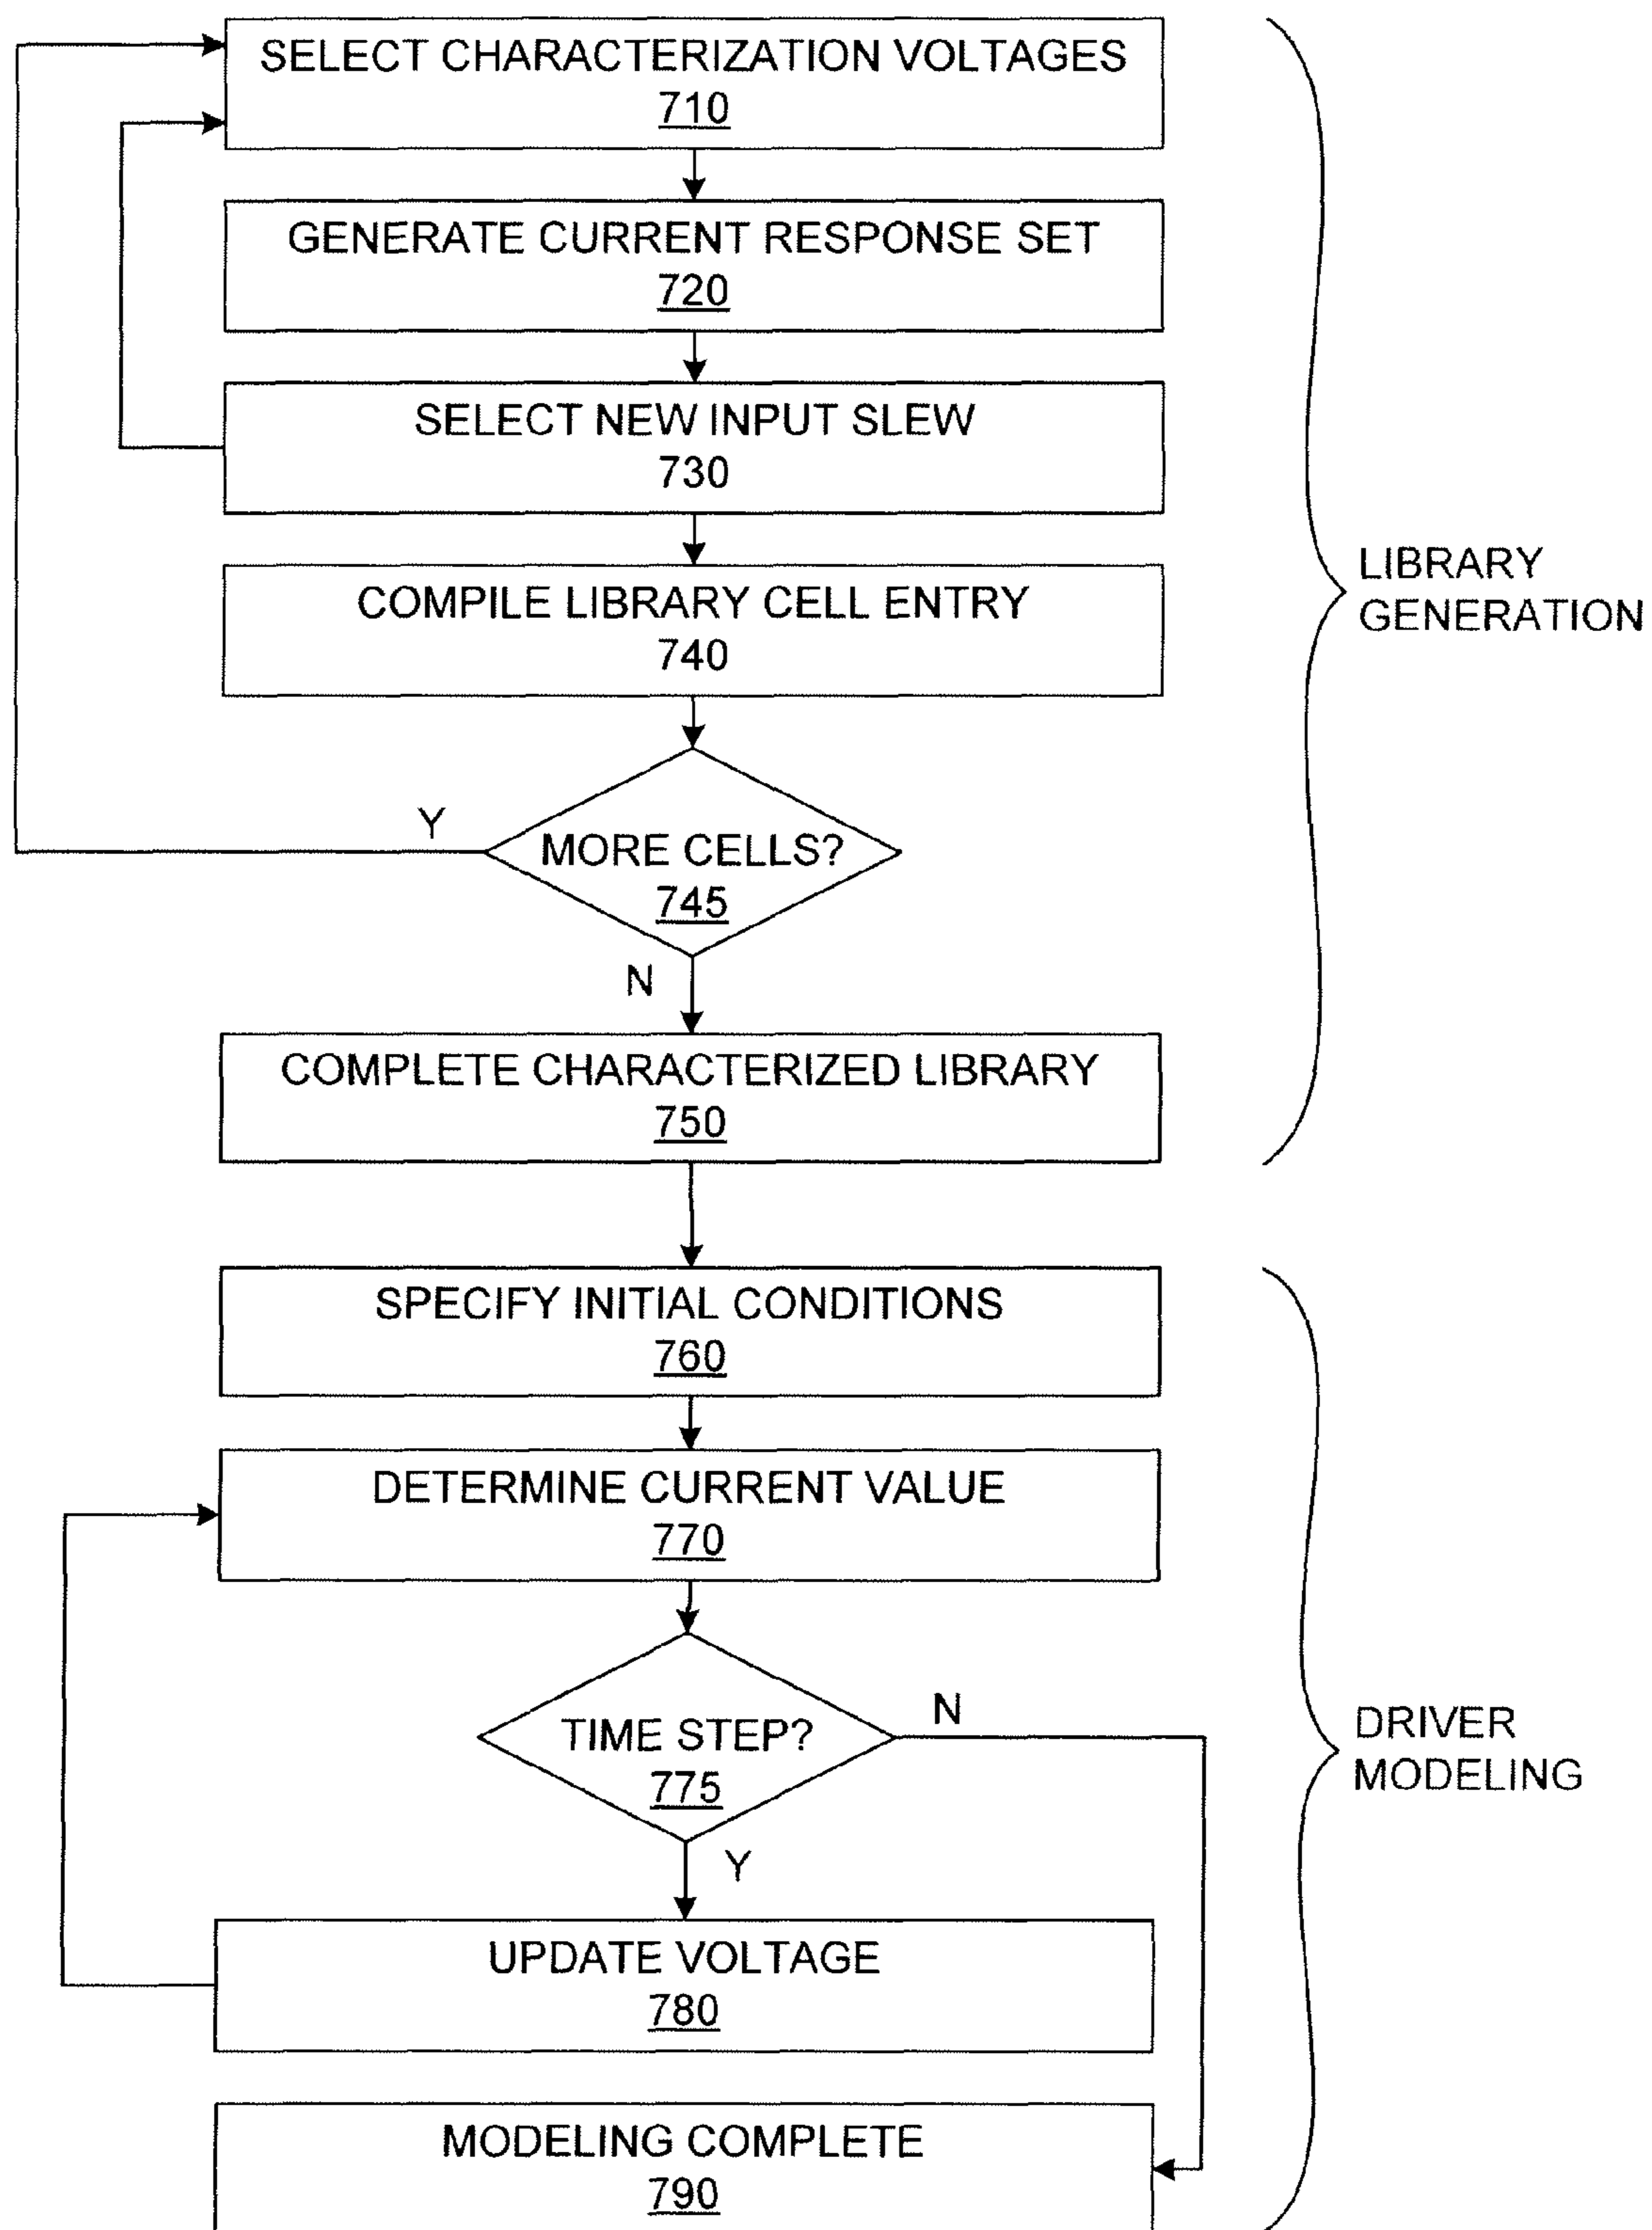 SELECT CHARACTERIZATION VOLTAGES
710
GENERATE CURRENT RESPONSE SET
720
SELECT NEW INPUT SLEW
730
COMPILE LIBRARY CELL ENTRY
740
LIBRARY
GENERATION
Y
MORE CELLS?
745
N
COMPLETE CHARACTERIZED LIBRARY
750
SPECIFY INITIAL CONDITIONS
760
DETERMINE CURRENT VALUE
770
N
TIME STEP?
775
Y
DRIVER
MODELING
UPDATE VOLTAGE
780
MODELING COMPLETE
790